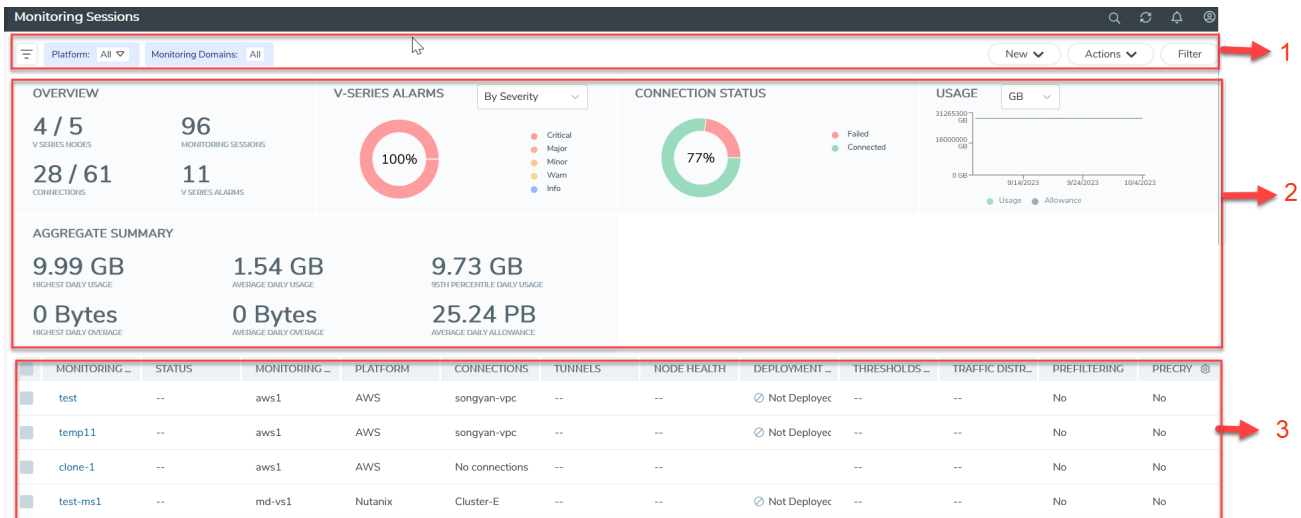 Monitoring Sessions
Platform: All Monitoring Domains: All New Actions Filter
1
OVERVIEW
4 / 5
V SERIES NODES
96
MONITORING SESSIONS
28 / 61
CONNECTIONS
11
V SERIES ALARMS
V-SERIES ALARMS By Severity
100%
Critical
Major
Minor
Warn
Info
CONNECTION STATUS
77%
Failed
Connected
USAGE GB
31265300 GB
16000000 GB
0 GB
9/14/2023 9/24/2023 10/4/2023
Usage Allowance
2
AGGREGATE SUMMARY
9.99 GB
HIGHEST DAILY USAGE
1.54 GB
AVERAGE DAILY USAGE
9.73 GB
95TH PERCENTILE DAILY USAGE
0 Bytes
HIGHEST DAILY OVERAGE
0 Bytes
AVERAGE DAILY OVERAGE
25.24 PB
AVERAGE DAILY ALLOWANCE
MONITORING ... STATUS MONITORING ... PLATFORM CONNECTIONS TUNNELS NODE HEALTH DEPLOYMENT ... THRESHOLDS ... TRAFFIC DISTR... PREFILTERING PRECRY
test -- aws1 AWS songyan-vpc -- -- Not Deployec -- -- No No
temp11 -- aws1 AWS songyan-vpc -- -- Not Deployec -- -- No No
3
clone-1 -- aws1 AWS No connections -- -- Not Deployec -- -- No No
test-ms1 -- md-vs1 Nutanix Cluster-E -- -- Not Deployec -- -- No No